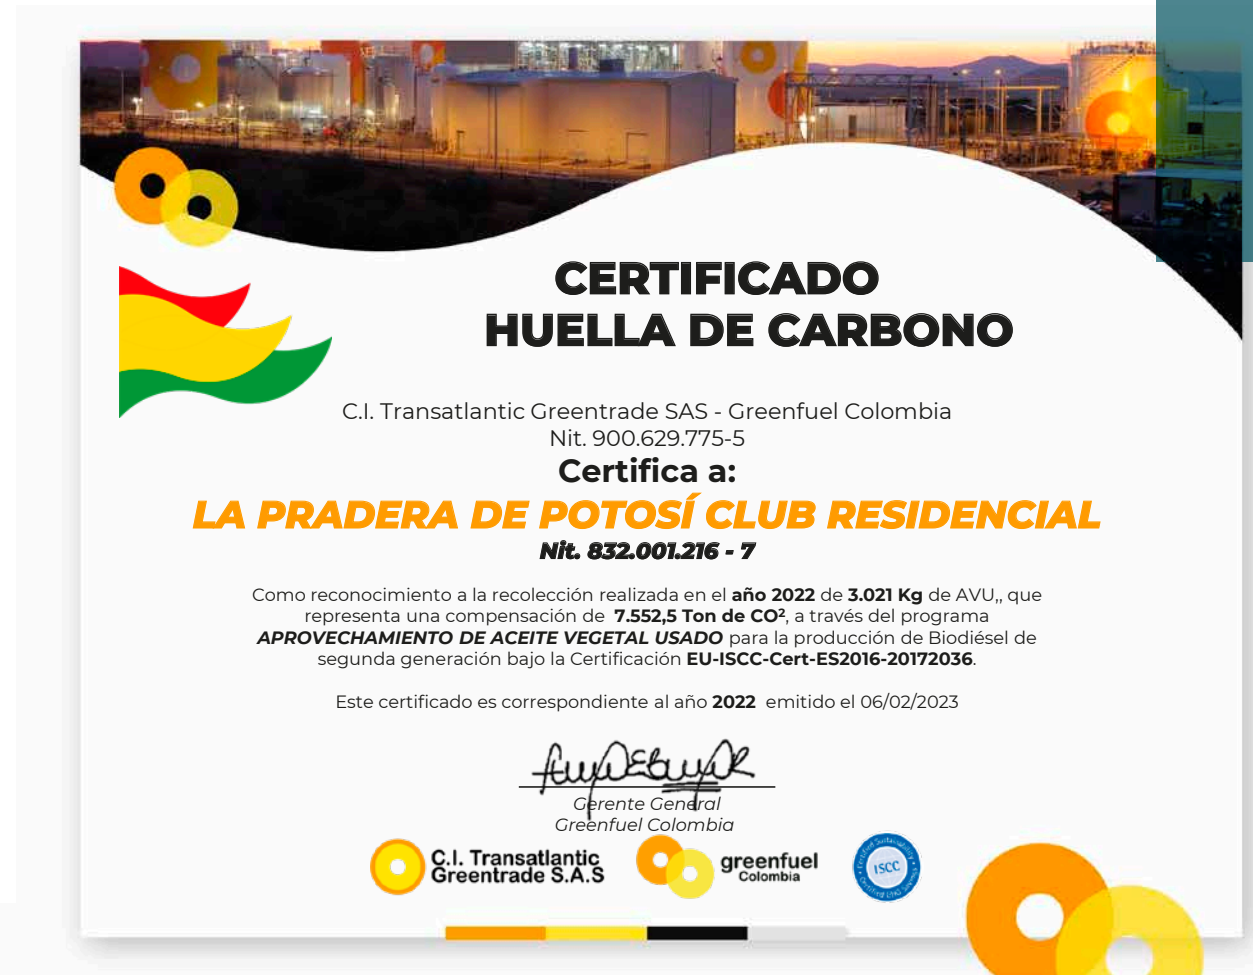 CERTIFICADO
HUELLA DE CARBONO
C.I. Transatlantic Greentrade SAS - Greenfuel Colombia
Nit. 900.629.775-5
Certifica a:
LA PRADERA DE POTOSÍ CLUB RESIDENCIAL
Nit. 832.001.216 - 7
Como reconocimiento a la recolección realizada en el año 2022 de 3.021 Kg de AVU,, que
representa una compensación de 7.552,5 Ton de CO², a través del programa
APROVECHAMIENTO DE ACEITE VEGETAL USADO para la producción de Biodiésel de
segunda generación bajo la Certificación EU-ISCC-Cert-ES2016-20172036.
Este certificado es correspondiente al año 2022 emitido el 06/02/2023
Gerente General
Greenfuel Colombia
C.I. Transatlantic
Greentrade S.A.S
greenfuel
Colombia
ISCC